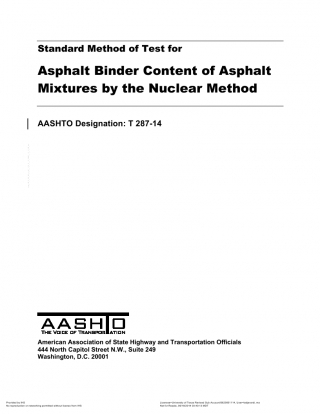 Standard Method of Test for
Asphalt Binder Content of Asphalt
Mixtures by the Nuclear Method
AASHTO Designation: T 287-14
AASHTO
THE VOICE OF TRANSPORTATION
American Association of State Highway and Transportation Officials
444 North Capitol Street N.W., Suite 249
Washington, D.C. 20001